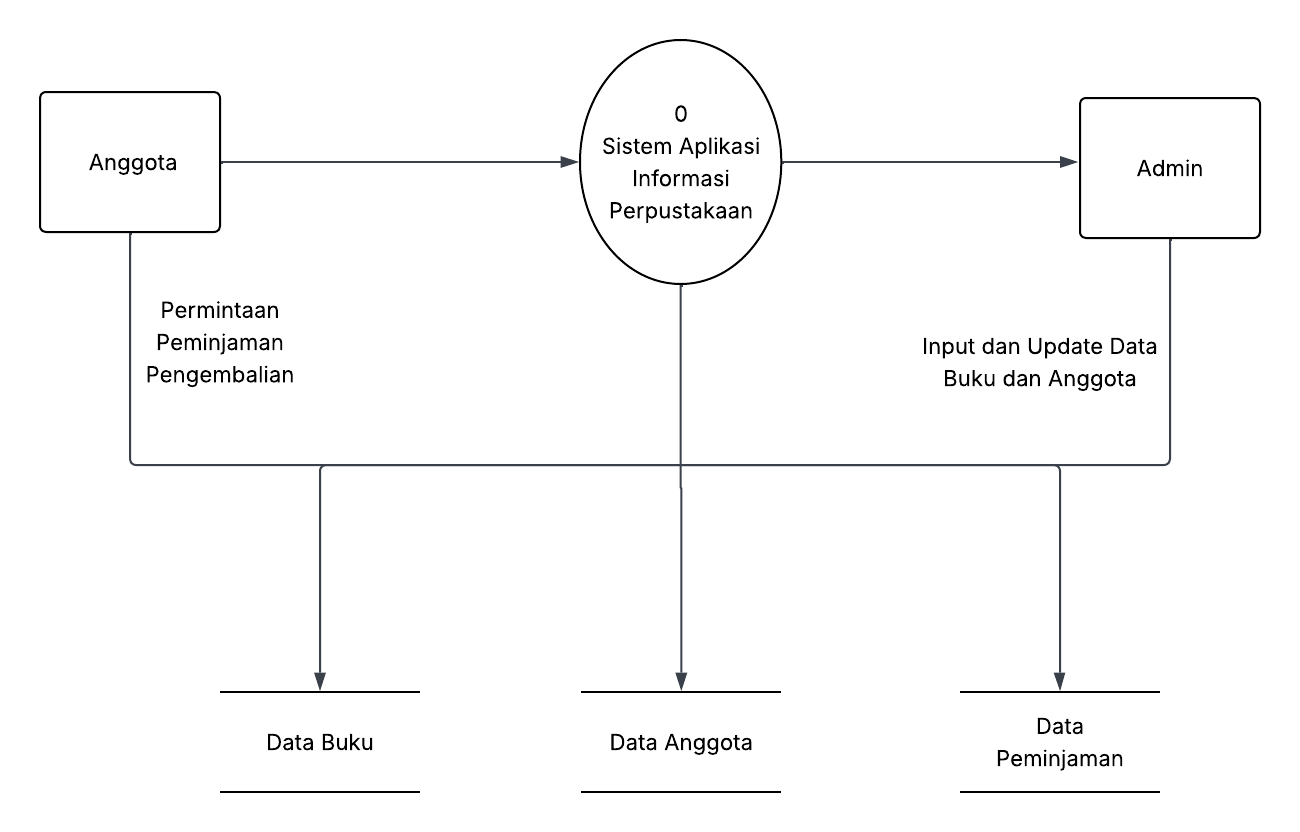 Anggota
0
Sistem Aplikasi
Informasi
Perpustakaan
Admin
Permintaan
Peminjaman
Pengembalian
Input dan Update Data
Buku dan Anggota
Data Buku
Data Anggota
Data
Peminjaman